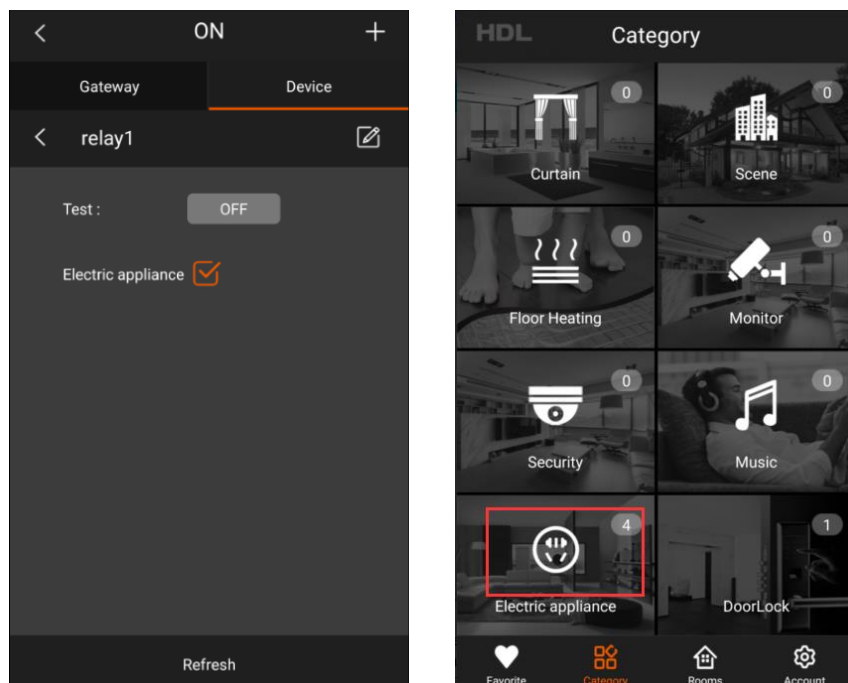 ON
Gateway Device
relay1
Test : OFF
Electric appliance
Refresh
HDL Category
0 0
Curtain Scene
0 0
Floor Heating Monitor
0 0
Security Music
4 1
Electric appliance DoorLock
Favorite Category Rooms Account